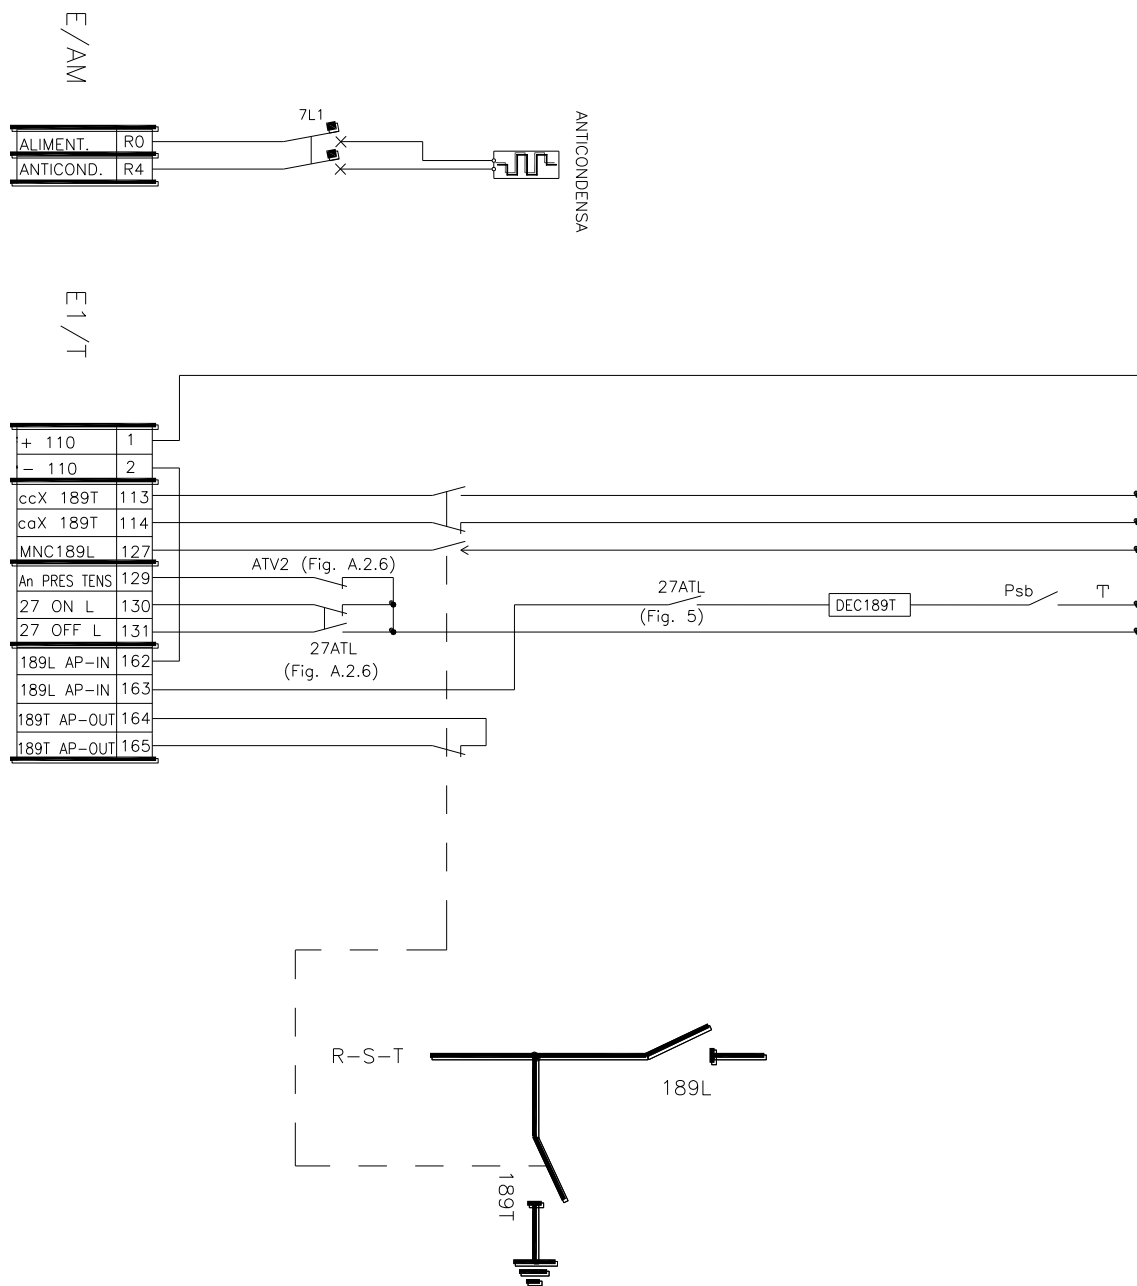 E/AM
7L1
ALIMENT. R0
ANTICOND. R4
ANTICONDENSA
E1/T
+ 110 1
- 110 2
ccX 189T 113
caX 189T 114
MNC189L 127
An PRES TENS 129
ATV2 (Fig. A.2.6)
27 ON L 130
27 OFF L 131
27ATL
(Fig. A.2.6)
27ATL
(Fig. 5)
DEC189T
Psb
189L AP-IN 162
189L AP-IN 163
189T AP-OUT 164
189T AP-OUT 165
R-S-T
189L
189T